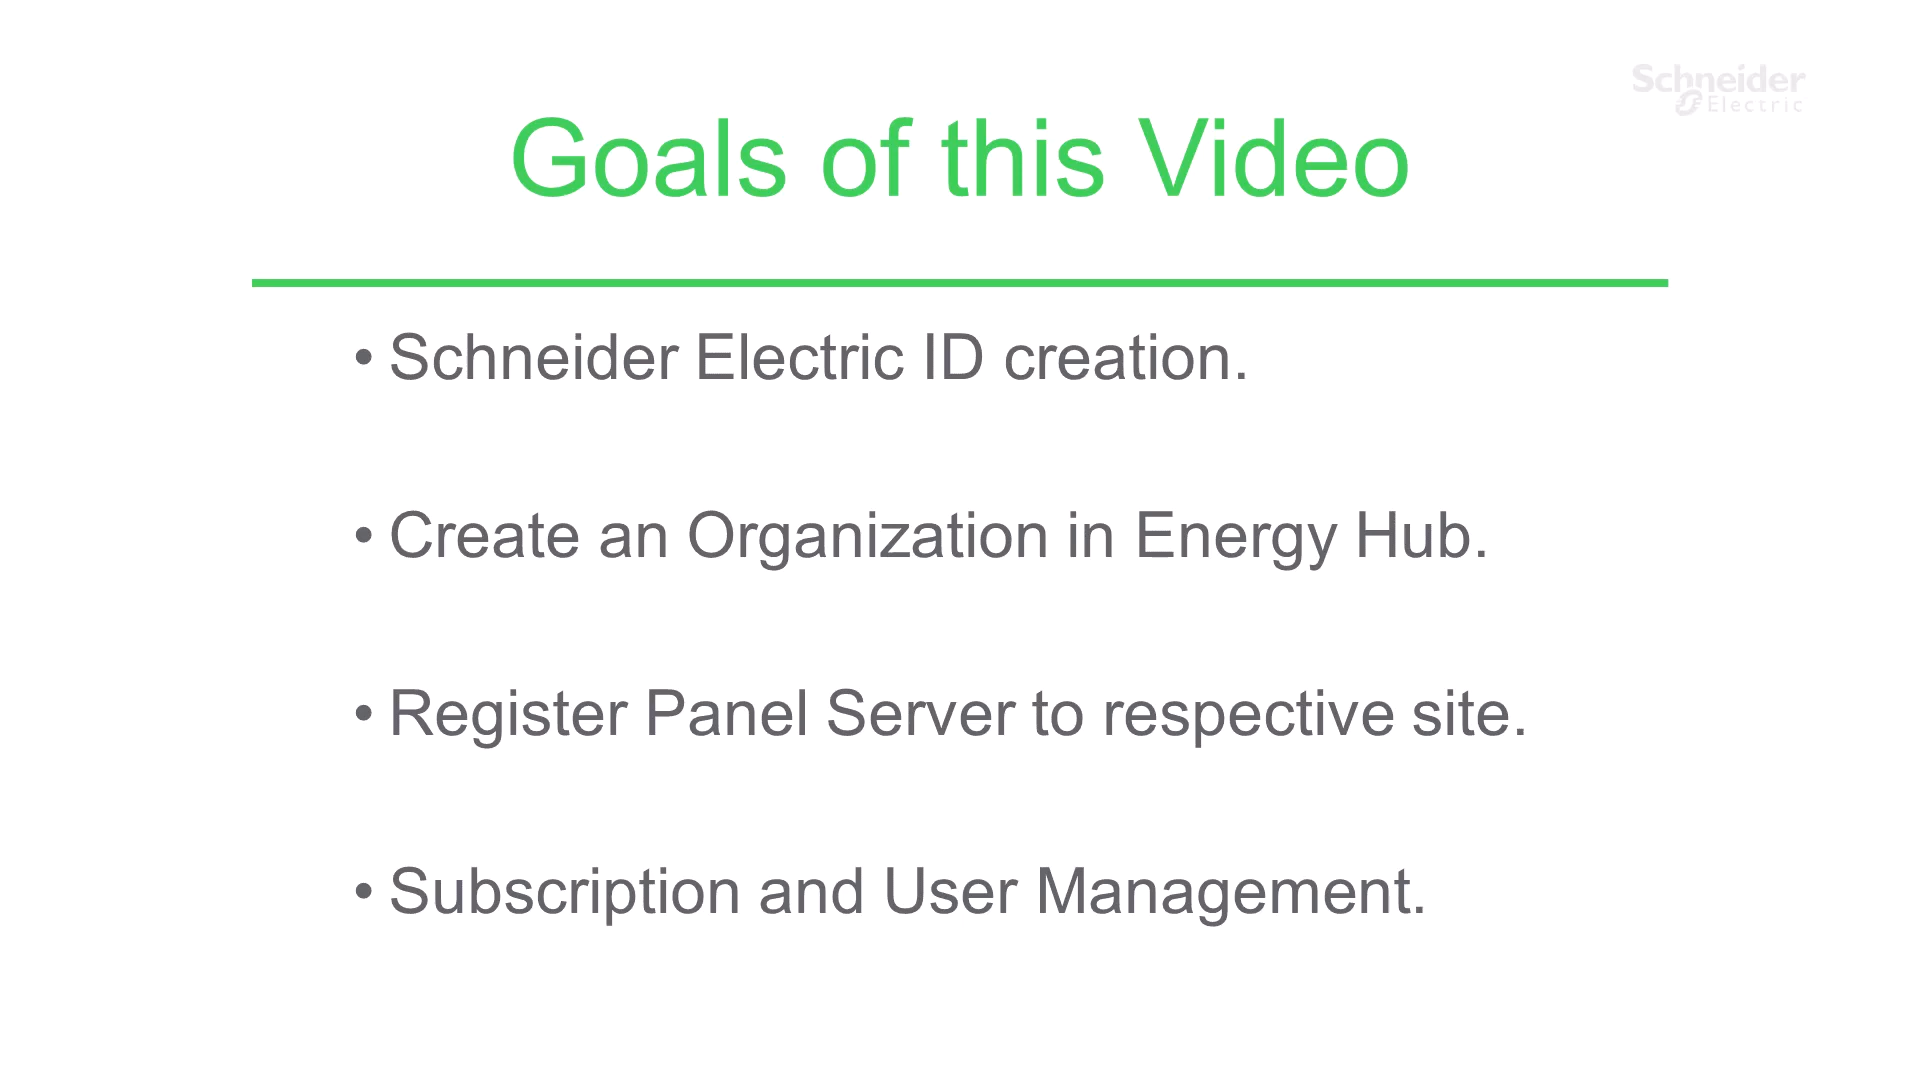 Schneider
Electric
Goals of this Video
• Schneider Electric ID creation.
• Create an Organization in Energy Hub.
• Register Panel Server to respective site.
• Subscription and User Management.